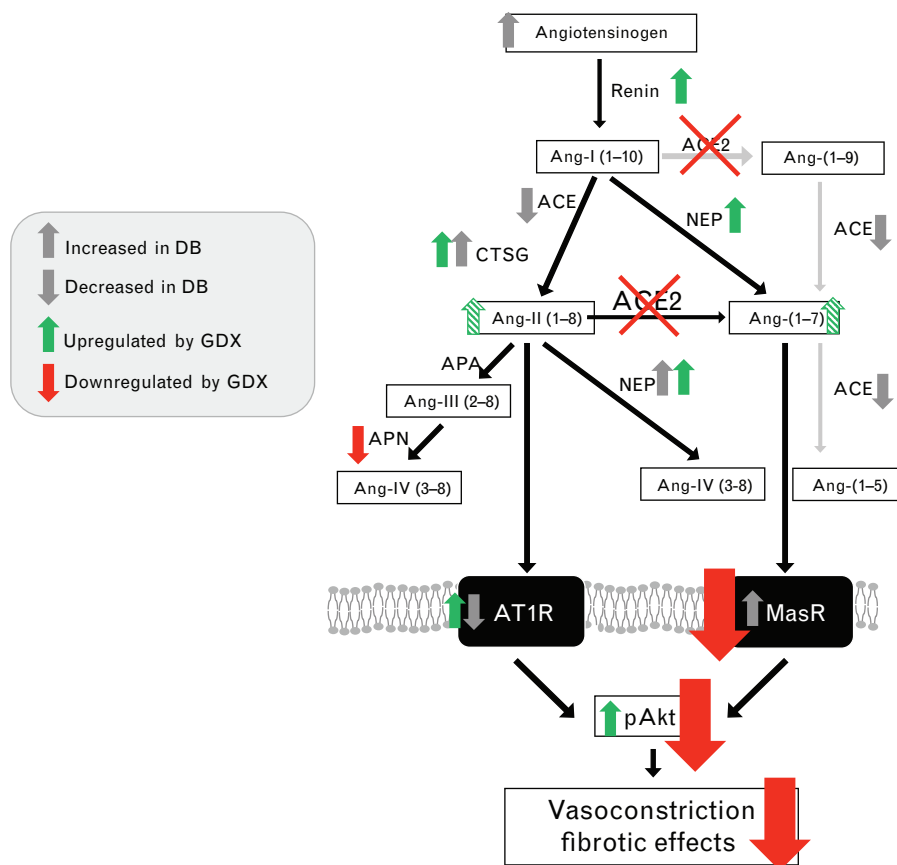 Angiotensinogen
Renin
Ang-I (1–10)
ACE2
Ang-(1–9)
ACE
NEP
ACE
CTSG
Increased in DB
Decreased in DB
Upregulated by GDX
Downregulated by GDX
Ang-II (1–8)
ACE2
Ang-(1–7)
APA
NEP
ACE
Ang-III (2–8)
APN
Ang-IV (3–8)
Ang-IV (3-8)
Ang-(1–5)
AT1R
MasR
pAkt
Vasoconstriction
fibrotic effects